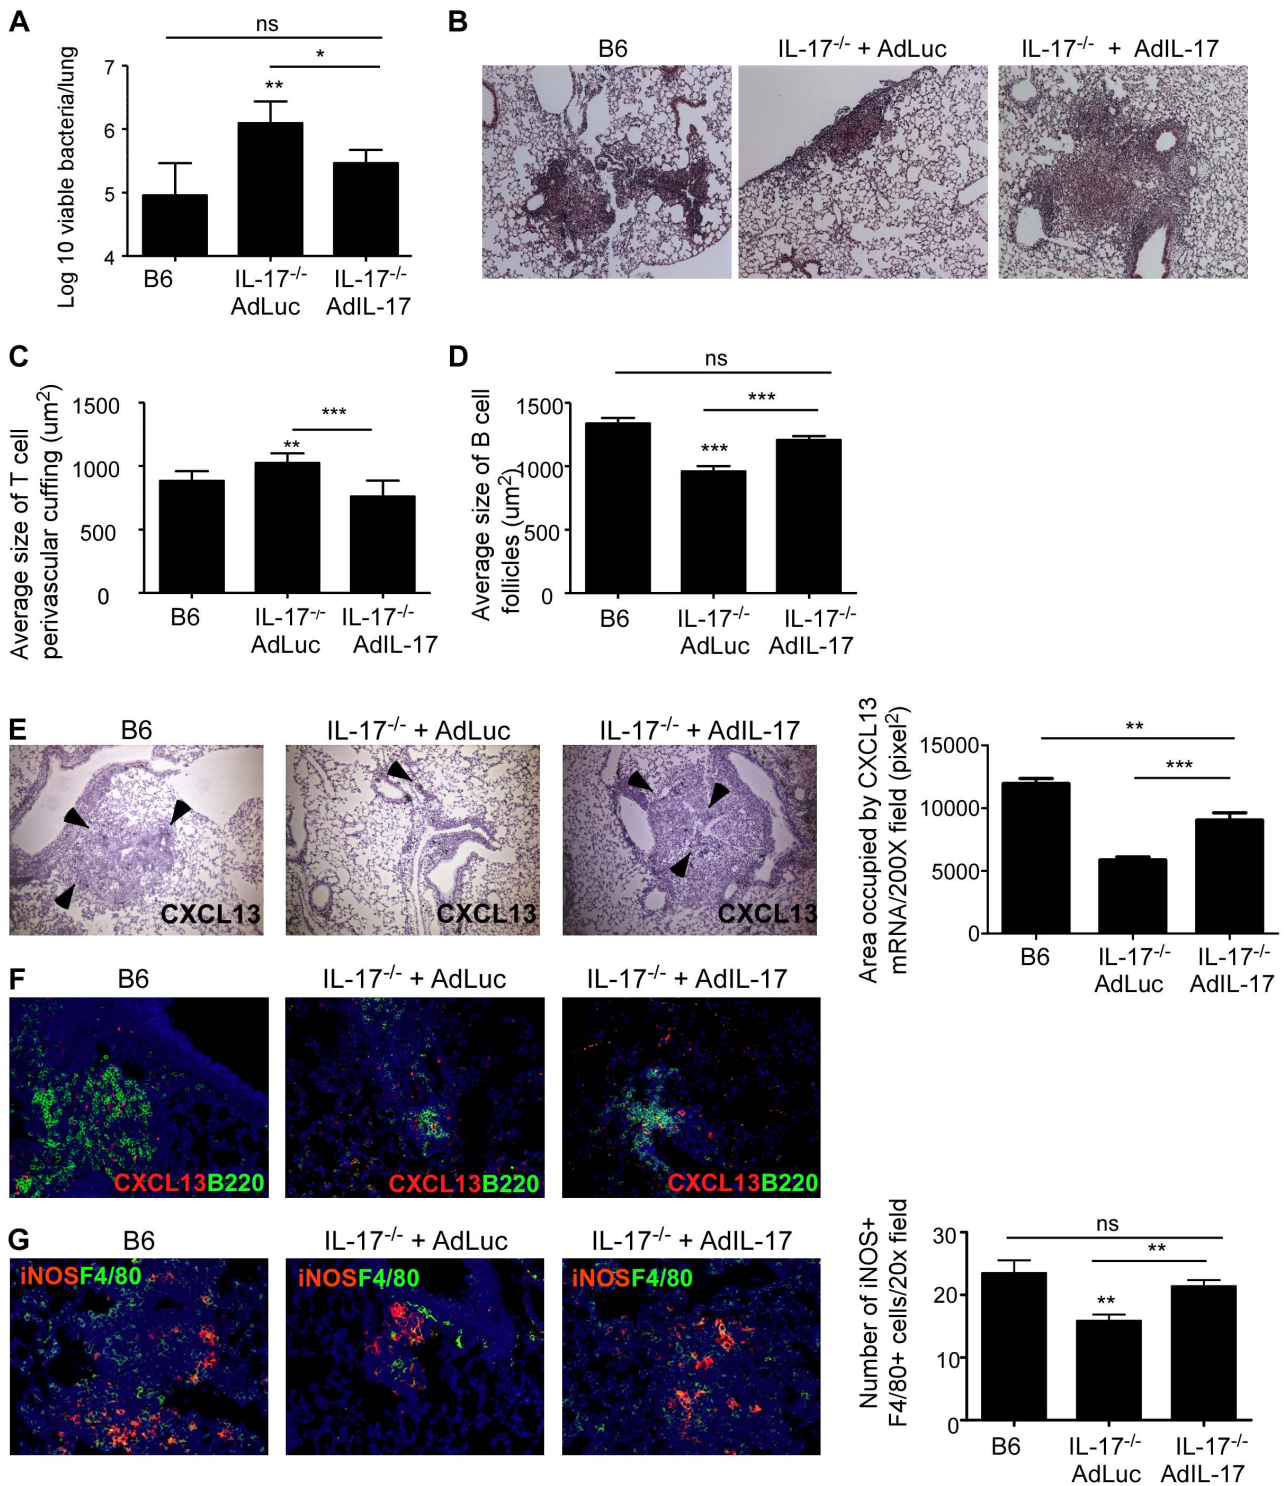 A
ns
*
**
Log 10 viable bacteria/lung
7
6
5
4
B6
IL-17-/-
AdLuc
IL-17-/-
AdIL-17
B
B6
IL-17-/- + AdLuc
IL-17-/- + AdIL-17
C
Average size of T cell
perivascular cuffing (um2)
1500
1000
500
0
***
**
B6
IL-17-/-
AdLuc
IL-17-/-
AdIL-17
D
ns
***
***
Average size of B cell
follicles (um2)
1500
1000
500
0
B6
IL-17-/-
AdLuc
IL-17-/-
AdIL-17
E
B6
IL-17-/- + AdLuc
IL-17-/- + AdIL-17
CXCL13
CXCL13
CXCL13
Area occupied by CXCL13
mRNA/200X field (pixel2)
15000
10000
5000
0
**
***
B6
IL-17-/-
AdLuc
IL-17-/-
AdIL-17
F
B6
IL-17-/- + AdLuc
IL-17-/- + AdIL-17
CXCL13B220
CXCL13B220
CXCL13B220
G
B6
IL-17-/- + AdLuc
IL-17-/- + AdIL-17
iNOSF4/80
iNOSF4/80
iNOSF4/80
Number of iNOS+
F4/80+ cells/20x field
30
20
10
0
ns
**
**
B6
IL-17-/-
AdLuc
IL-17-/-
AdIL-17